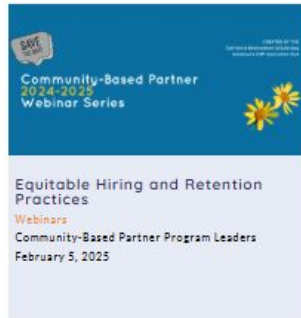 SAVE
THE DATE
Community-Based Partner
2024-2025
Webinar Series
Equitable Hiring and Retention
Practices
Webinars
Community-Based Partner Program Leaders
February 5, 2025